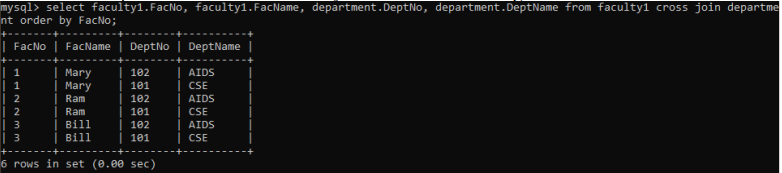 mysql> select faculty1.FacNo, faculty1.FacName, department.DeptNo, department.DeptName from faculty1 cross join departme
nt order by FacNo;
+-------+---------+--------+----------+
| FacNo | FacName | DeptNo | DeptName |
+-------+---------+--------+----------+
| 1     | Mary    | 102    | AIDS     |
| 1     | Mary    | 101    | CSE      |
| 2     | Ram     | 102    | AIDS     |
| 2     | Ram     | 101    | CSE      |
| 3     | Bill    | 102    | AIDS     |
| 3     | Bill    | 101    | CSE      |
+-------+---------+--------+----------+
6 rows in set (0.00 sec)